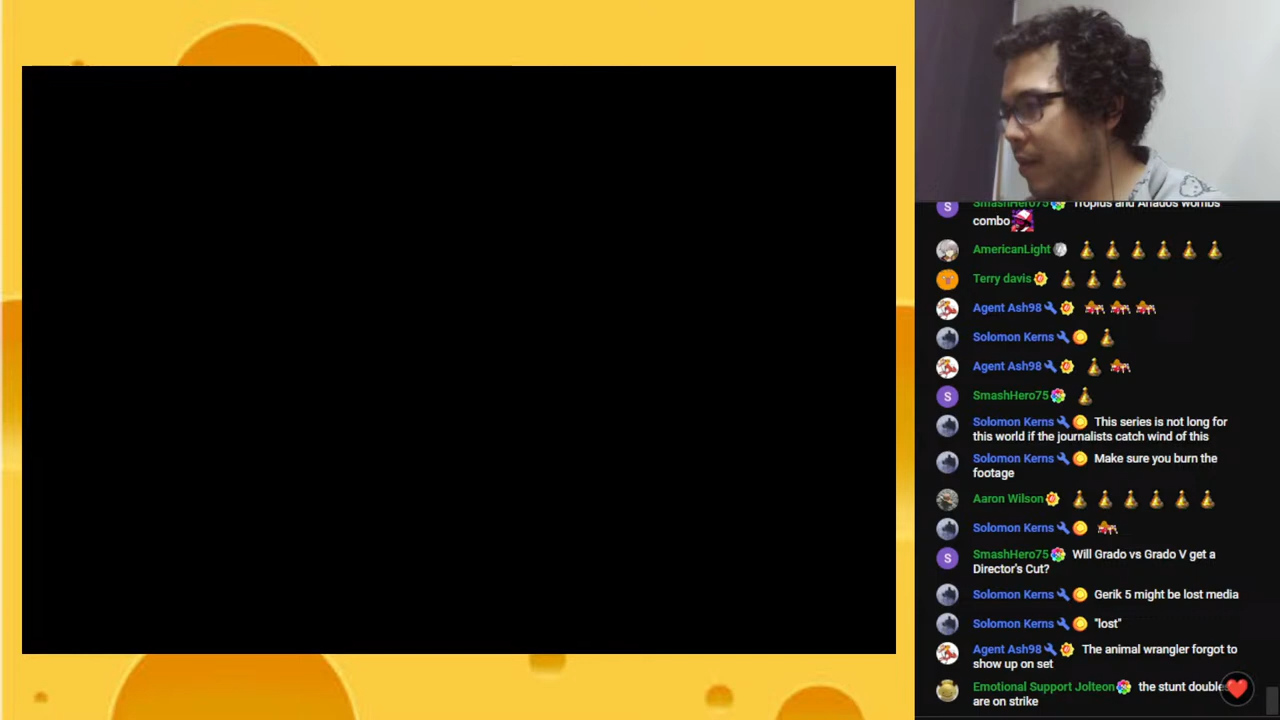 SmashHero75 Tropius and Ariados wombs
combo
AmericanLight
Terry davis
Agent Ash98
Solomon Kerns
Agent Ash98
S SmashHero75
Solomon Kerns This series is not long for
this world if the journalists catch wind of this
Solomon Kerns Make sure you burn the
footage
Aaron Wilson
Solomon Kerns
S SmashHero75 Will Grado vs Grado V get a
Director's Cut?
Solomon Kerns Gerik 5 might be lost media
Solomon Kerns "lost"
Agent Ash98 The animal wrangler forgot to
show up on set
Emotional Support Jolteon the stunt doubles
are on strike